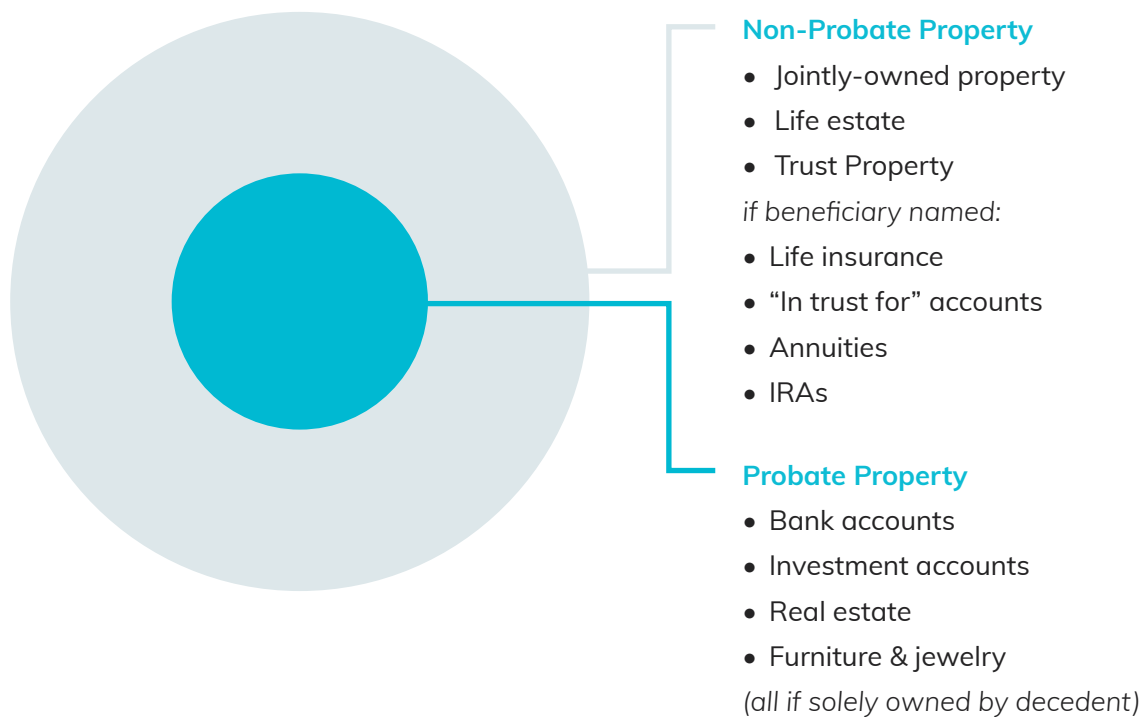 Non-Probate Property
• Jointly-owned property
• Life estate
• Trust Property
if beneficiary named:
• Life insurance
• “In trust for” accounts
• Annuities
• IRAs
Probate Property
• Bank accounts
• Investment accounts
• Real estate
• Furniture & jewelry
(all if solely owned by decedent)